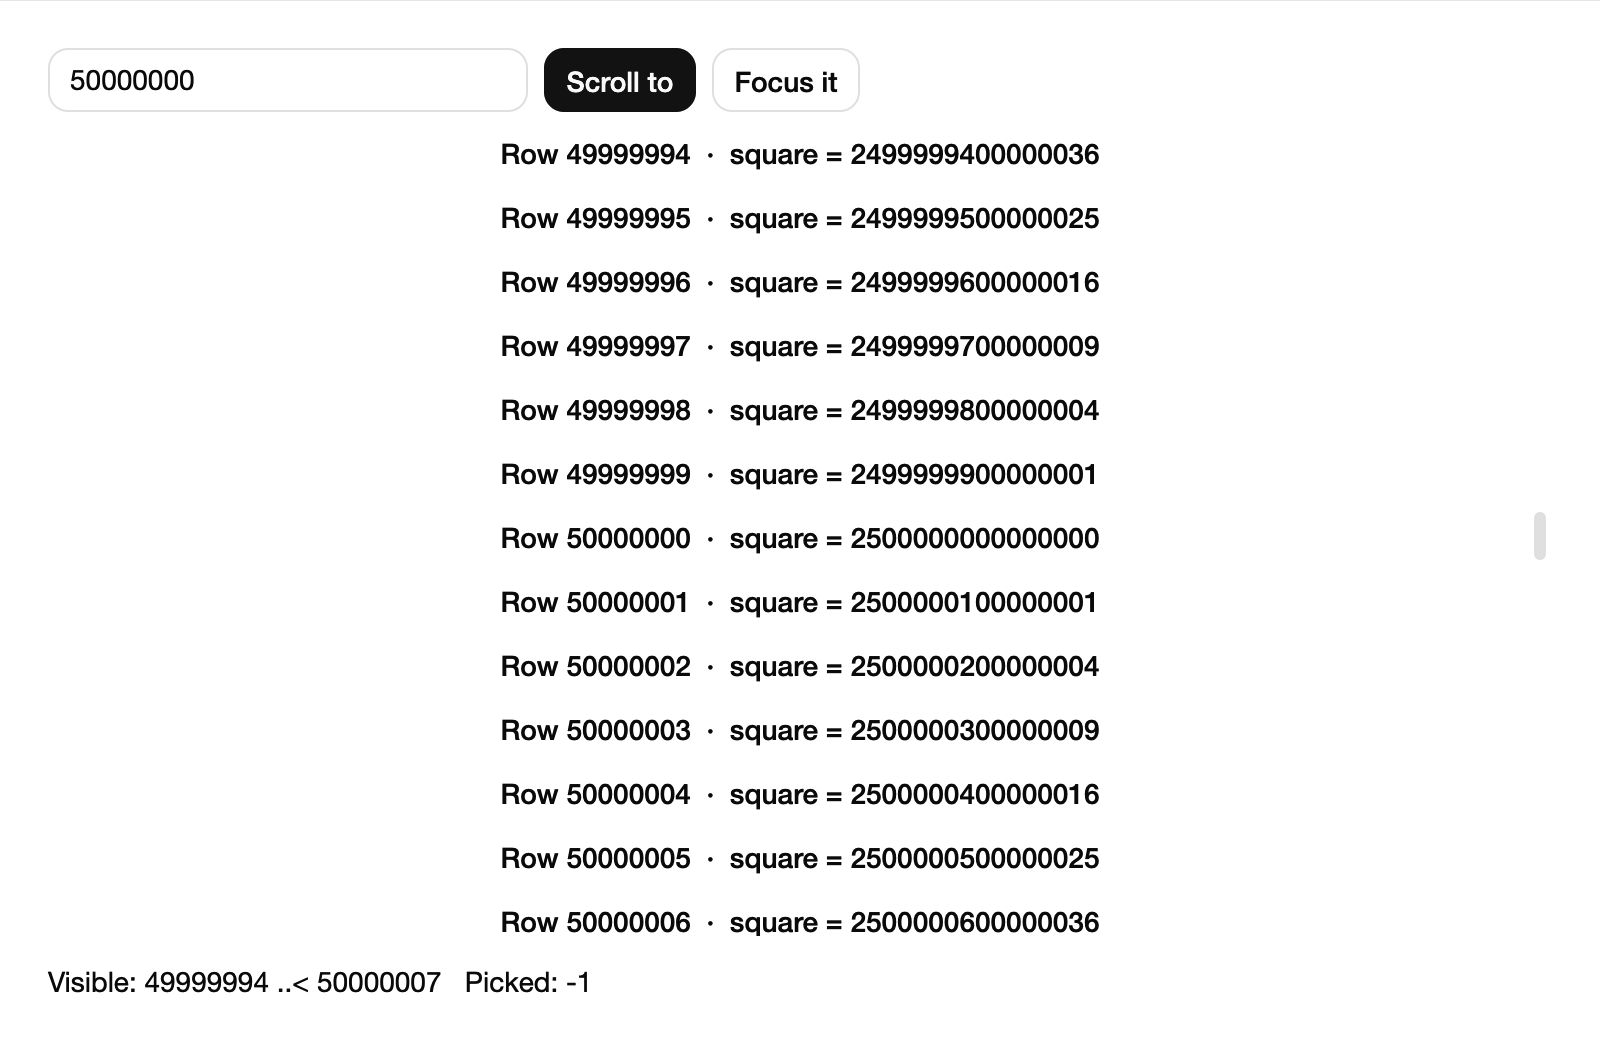 50000000 Scroll to Focus it
Row 49999994 · square = 2499999400000036
Row 49999995 · square = 2499999500000025
Row 49999996 · square = 2499999600000016
Row 49999997 · square = 2499999700000009
Row 49999998 · square = 2499999800000004
Row 49999999 · square = 2499999900000001
Row 50000000 · square = 2500000000000000
Row 50000001 · square = 2500000100000001
Row 50000002 · square = 2500000200000004
Row 50000003 · square = 2500000300000009
Row 50000004 · square = 2500000400000016
Row 50000005 · square = 2500000500000025
Row 50000006 · square = 2500000600000036
Visible: 49999994 ..< 50000007 Picked: -1